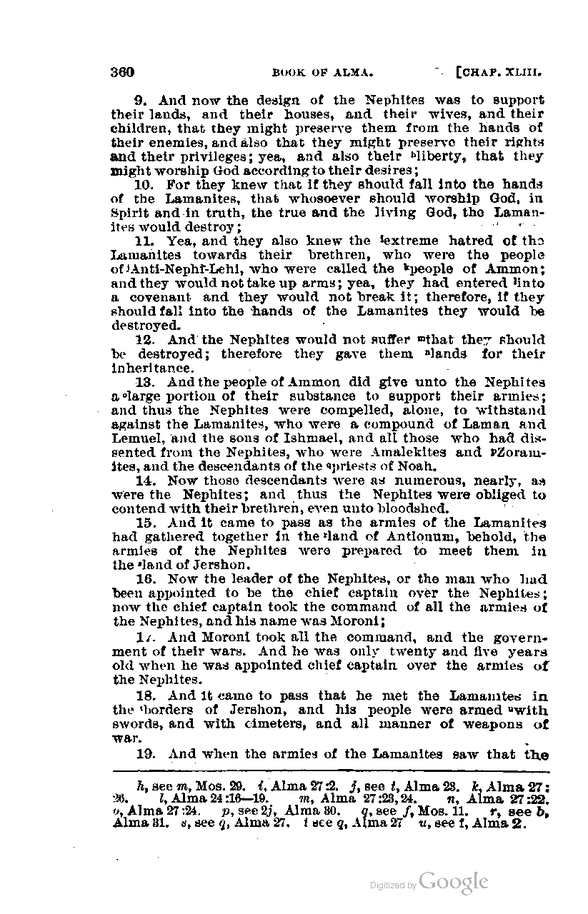 360 BOOK OF ALMA. [CHAP. XLIII.
9. And now the design of the Nephites was to support
their lands, and their houses, and their wives, and their
children, that they might preserve them from the hands of
their enemies, and also that they might preserve their rights
and their privileges; yea, and also their ʰliberty, that they
might worship God according to their desires;
10. For they knew that if they should fall into the hands
of the Lamanites, that whosoever should worship God, in
Spirit and in truth, the true and the living God, the Laman-
ites would destroy;
11. Yea, and they also knew the ⁱextreme hatred of the
Lamanites towards their brethren, who were the people
of ʲAnti-Nephi-Lehi, who were called the ᵏpeople of Ammon;
and they would not take up arms; yea, they had entered ˡinto
a covenant and they would not break it; therefore, if they
should fall into the hands of the Lamanites they would be
destroyed.
12. And the Nephites would not suffer ᵐthat they should
be destroyed; therefore they gave them ⁿlands for their
inheritance.
13. And the people of Ammon did give unto the Nephites
a ᵒlarge portion of their substance to support their armies;
and thus the Nephites were compelled, alone, to withstand
against the Lamanites, who were a compound of Laman and
Lemuel, and the sons of Ishmael, and all those who had dis-
sented from the Nephites, who were Amalekites and ᵖZoram-
ites, and the descendants of the qpriests of Noah.
14. Now those descendants were as numerous, nearly, as
were the Nephites; and thus the Nephites were obliged to
contend with their brethren, even unto bloodshed.
15. And it came to pass as the armies of the Lamanites
had gathered together in the ʳland of Antionum, behold, the
armies of the Nephites were prepared to meet them in
the ˢland of Jershon.
16. Now the leader of the Nephites, or the man who had
been appointed to be the chief captain over the Nephites;
now the chief captain took the command of all the armies of
the Nephites, and his name was Moroni;
17. And Moroni took all the command, and the govern-
ment of their wars. And he was only twenty and five years
old when he was appointed chief captain over the armies of
the Nephites.
18. And it came to pass that he met the Lamanites in
the ᵗborders of Jershon, and his people were armed ᵘwith
swords, and with cimeters, and all manner of weapons of
war.
19. And when the armies of the Lamanites saw that the
h, see m, Mos. 29. i, Alma 27:2. j, see i, Alma 23. k, Alma 27:
26. l, Alma 24:16—19. m, Alma 27:23,24. n, Alma 27:22.
o, Alma 27:24. p, see 2j, Alma 30. q, see f, Mos. 11. r, see b,
Alma 31. s, see q, Alma 27. t see q, Alma 27 u, see f, Alma 2.
Digitized by Google